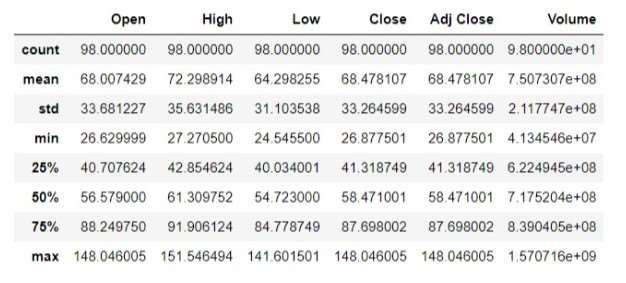 Open High Low Close Adj Close Volume
count 98.000000 98.000000 98.000000 98.000000 98.000000 9.800000e+01
mean 68.007429 72.298914 64.298255 68.478107 68.478107 7.507307e+08
std 33.681227 35.631486 31.103538 33.264599 33.264599 2.117747e+08
min 26.629999 27.270500 24.545500 26.877501 26.877501 4.134546e+07
25% 40.707624 42.854624 40.034001 41.318749 41.318749 6.224945e+08
50% 56.579000 61.309752 54.723000 58.471001 58.471001 7.175204e+08
75% 88.249750 91.906124 84.778749 87.698002 87.698002 8.390405e+08
max 148.046005 151.546494 141.601501 148.046005 148.046005 1.570716e+09